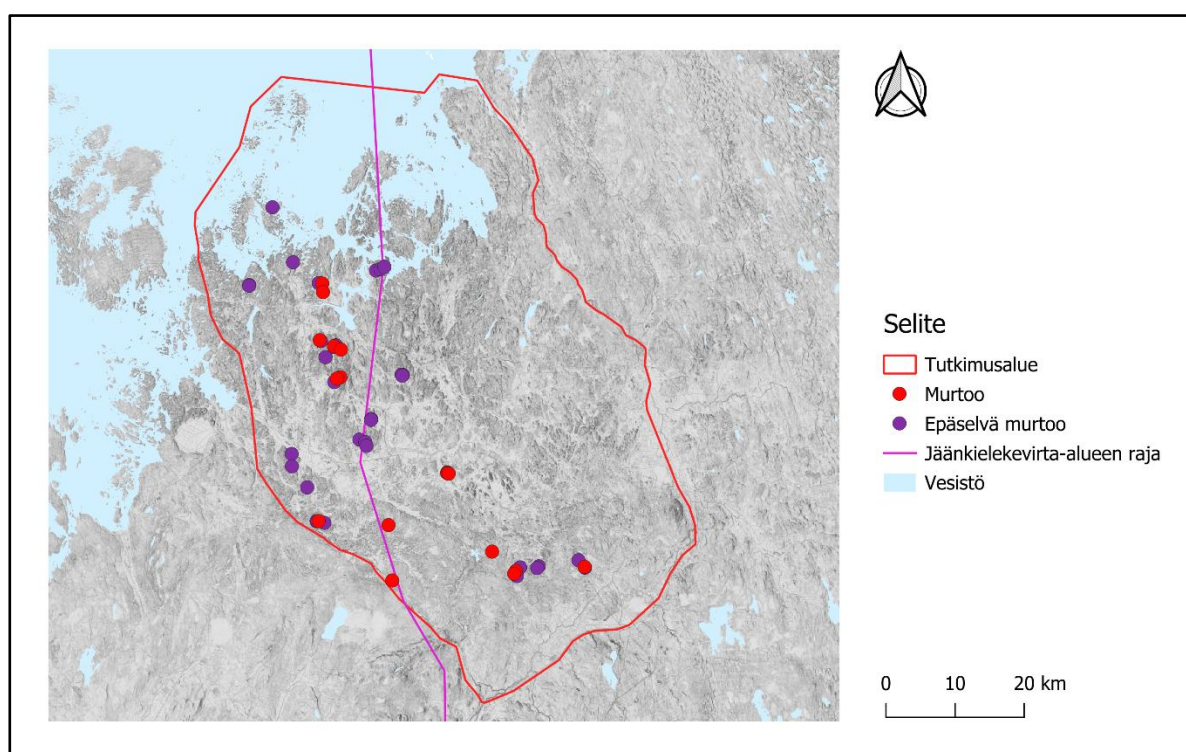 Selite
Tutkimusalue
Murtoo
Epäselvä murtoo
Jäänkielekevirta-alueen raja
Vesistö
0 10 20 km